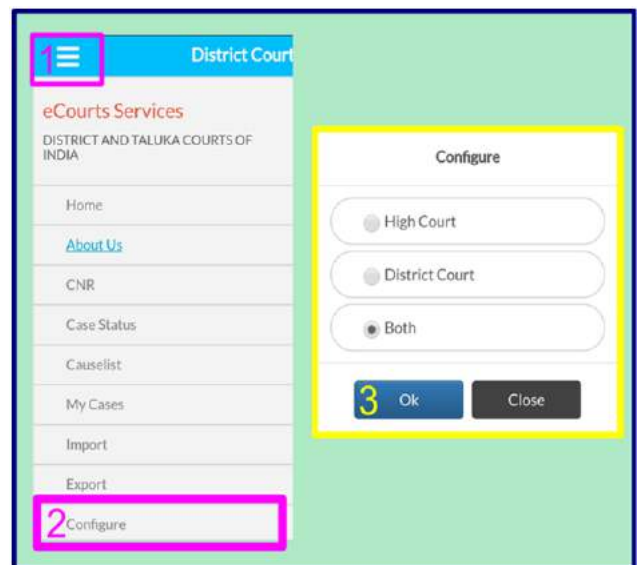 1
District Court
eCourts Services
DISTRICT AND TALUKA COURTS OF
INDIA
Home
About Us
CNR
Case Status
Causelist
My Cases
Import
Export
2 Configure
Configure
High Court
District Court
Both
3 Ok
Close